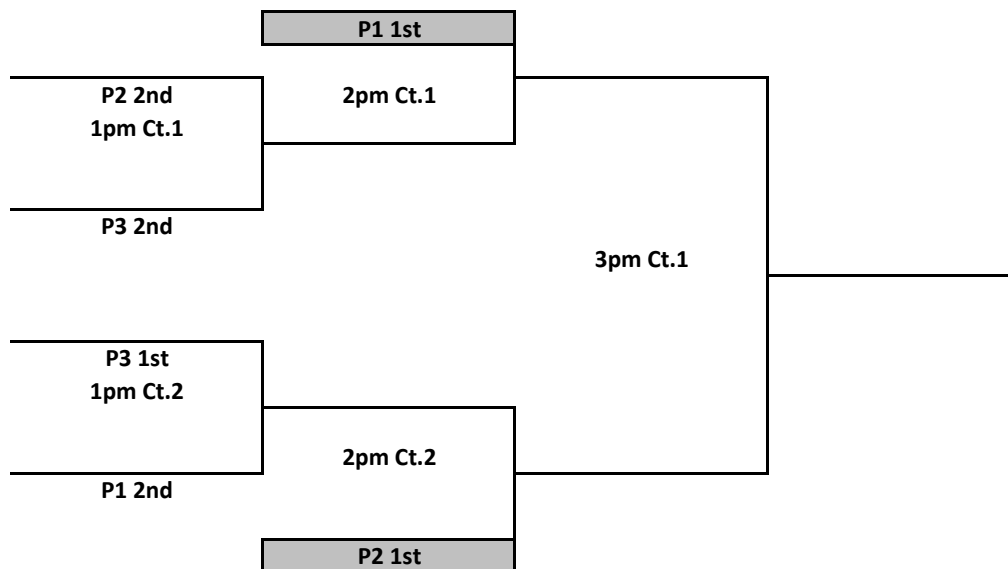 P1 1st
P2 2nd
2pm Ct.1
1pm Ct.1
P3 2nd
3pm Ct.1
P3 1st
1pm Ct.2
2pm Ct.2
P1 2nd
P2 1st